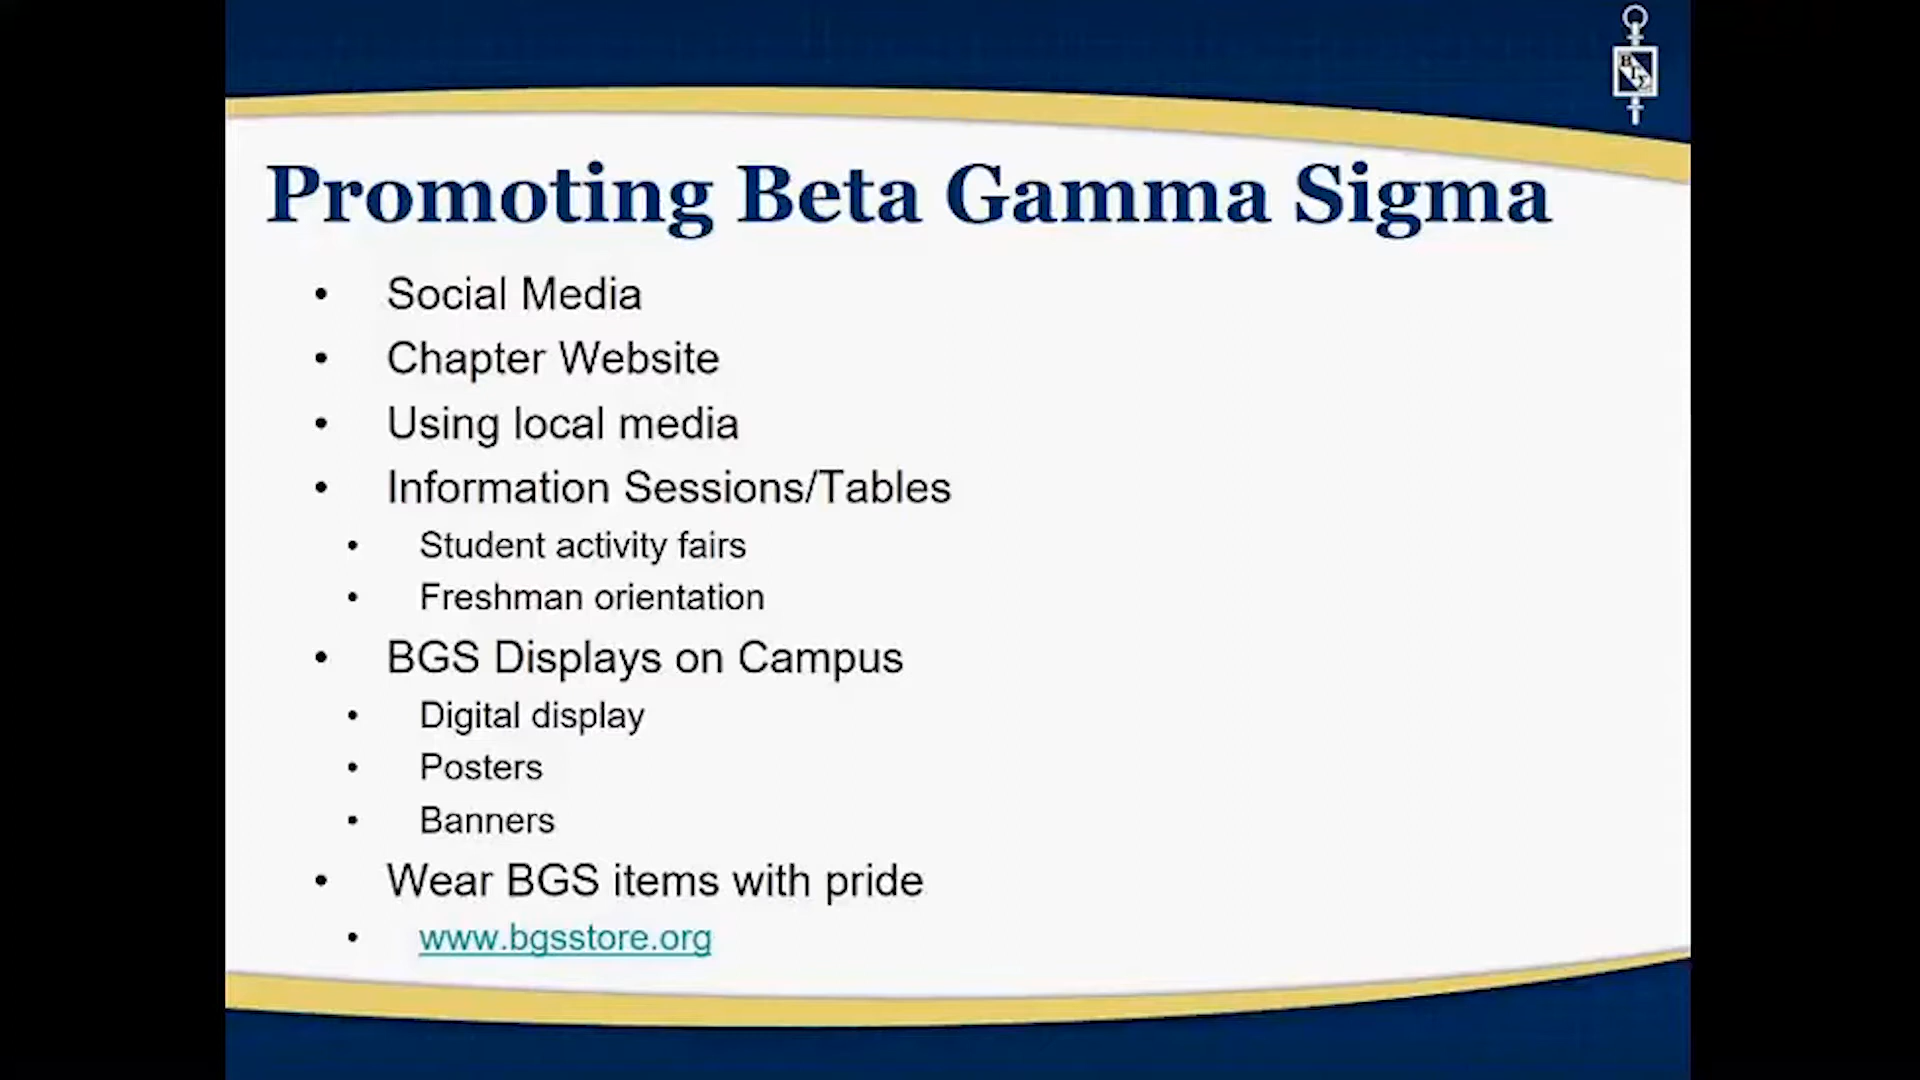 Promoting Beta Gamma Sigma
• Social Media
• Chapter Website
• Using local media
• Information Sessions/Tables
• Student activity fairs
• Freshman orientation
• BGS Displays on Campus
• Digital display
• Posters
• Banners
• Wear BGS items with pride
• www.bgsstore.org
ΒΓΣ